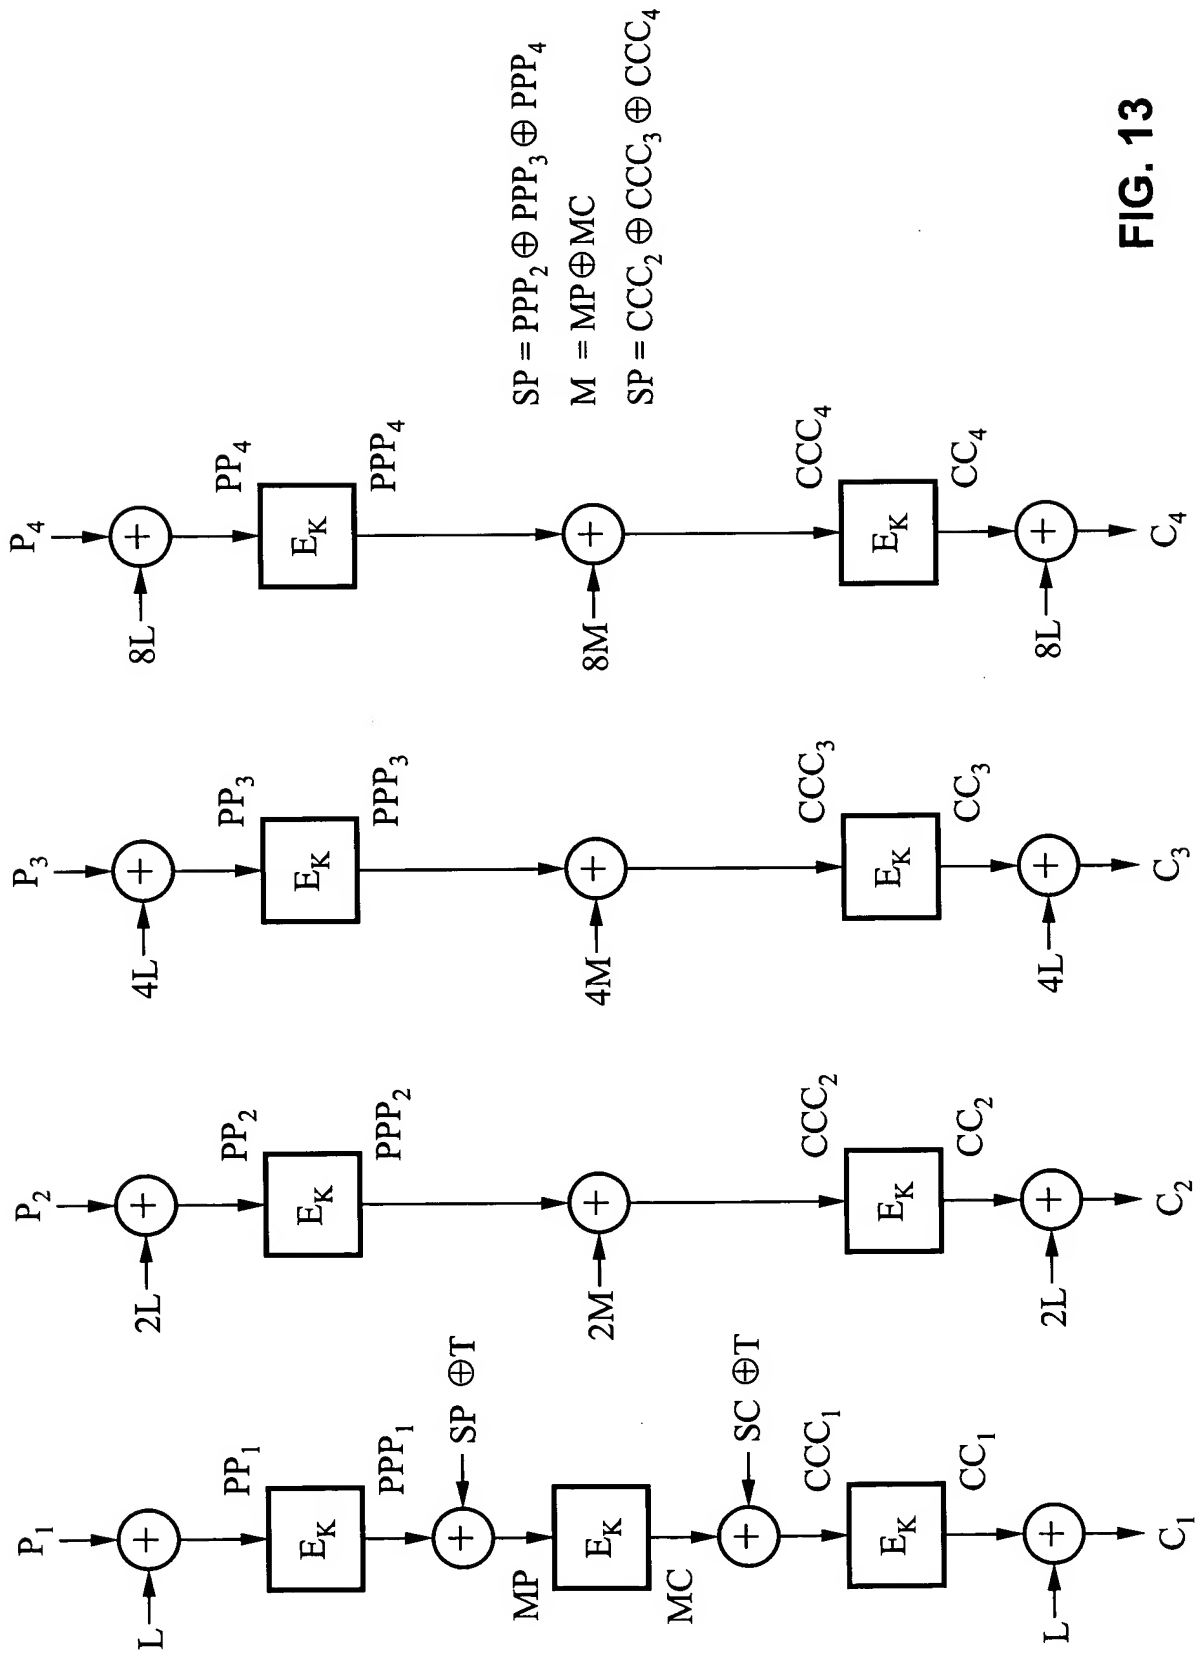 P₁ P₂ P₃ P₄
L 2L 4L 8L
PP₁ PP₂ PP₃ PP₄
E_K E_K E_K E_K
PPP₁ PPP₂ PPP₃ PPP₄
SP ⊕T
MP
E_K
MC
2M 4M 8M
SC ⊕T
CCC₁ CCC₂ CCC₃ CCC₄
E_K E_K E_K E_K
CC₁ CC₂ CC₃ CC₄
L 2L 4L 8L
C₁ C₂ C₃ C₄
SP = PPP₂ ⊕ PPP₃ ⊕ PPP₄
M = MP⊕MC
SP = CCC₂ ⊕ CCC₃ ⊕ CCC₄
FIG. 13